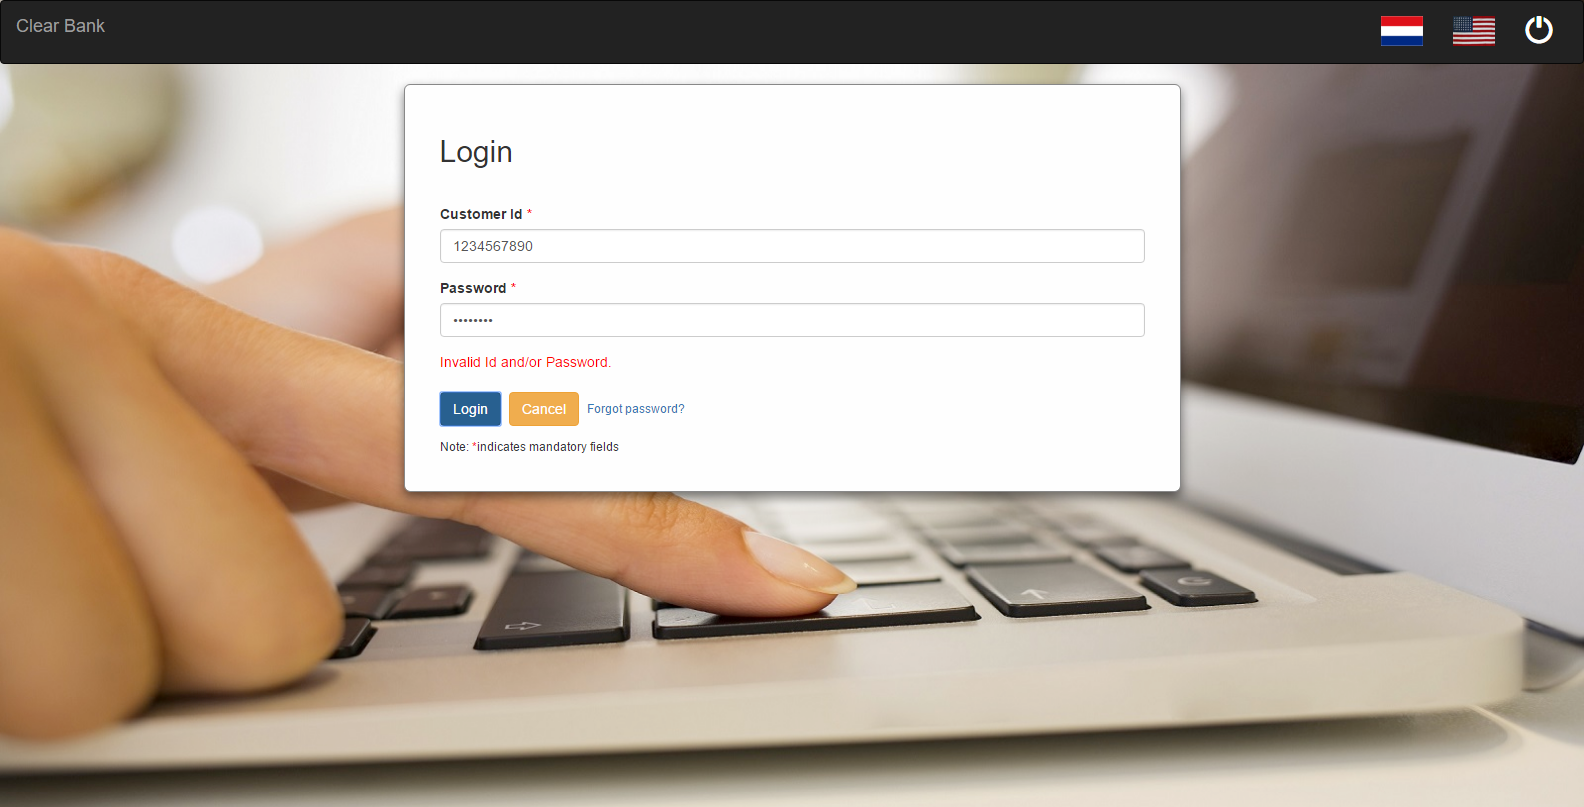 Clear Bank
Login
Customer Id *
1234567890
Password *
••••••••
Invalid Id and/or Password.
Login Cancel Forgot password?
Note: *indicates mandatory fields